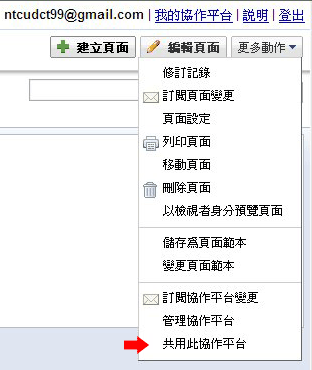 ntcudct99@gmail.com | 我的協作平台 | 說明 | 登出
建立頁面 編輯頁面 更多動作▼
修訂記錄
訂閱頁面變更
頁面設定
列印頁面
移動頁面
刪除頁面
以檢視者身分預覽頁面
儲存為頁面範本
變更頁面範本
訂閱協作平台變更
管理協作平台
共用此協作平台